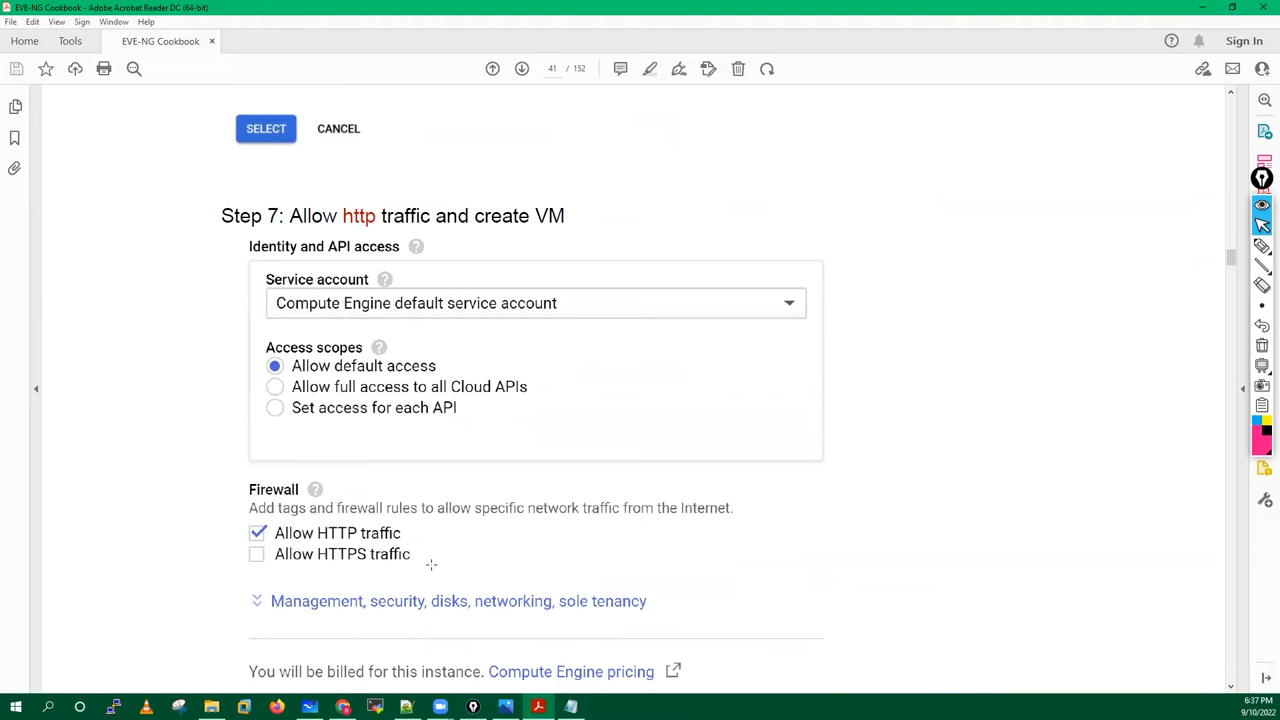 EVE-NG Cookbook - Adobe Acrobat Reader DC (64-bit)
File Edit View Sign Window Help
Home Tools EVE-NG Cookbook × Sign In
41 / 152
SELECT CANCEL
Step 7: Allow http traffic and create VM
Identity and API access ?
Service account ?
Compute Engine default service account
Access scopes ?
Allow default access
Allow full access to all Cloud APIs
Set access for each API
Firewall ?
Add tags and firewall rules to allow specific network traffic from the Internet.
Allow HTTP traffic
Allow HTTPS traffic
Management, security, disks, networking, sole tenancy
You will be billed for this instance. Compute Engine pricing
6:37 PM
9/10/2022